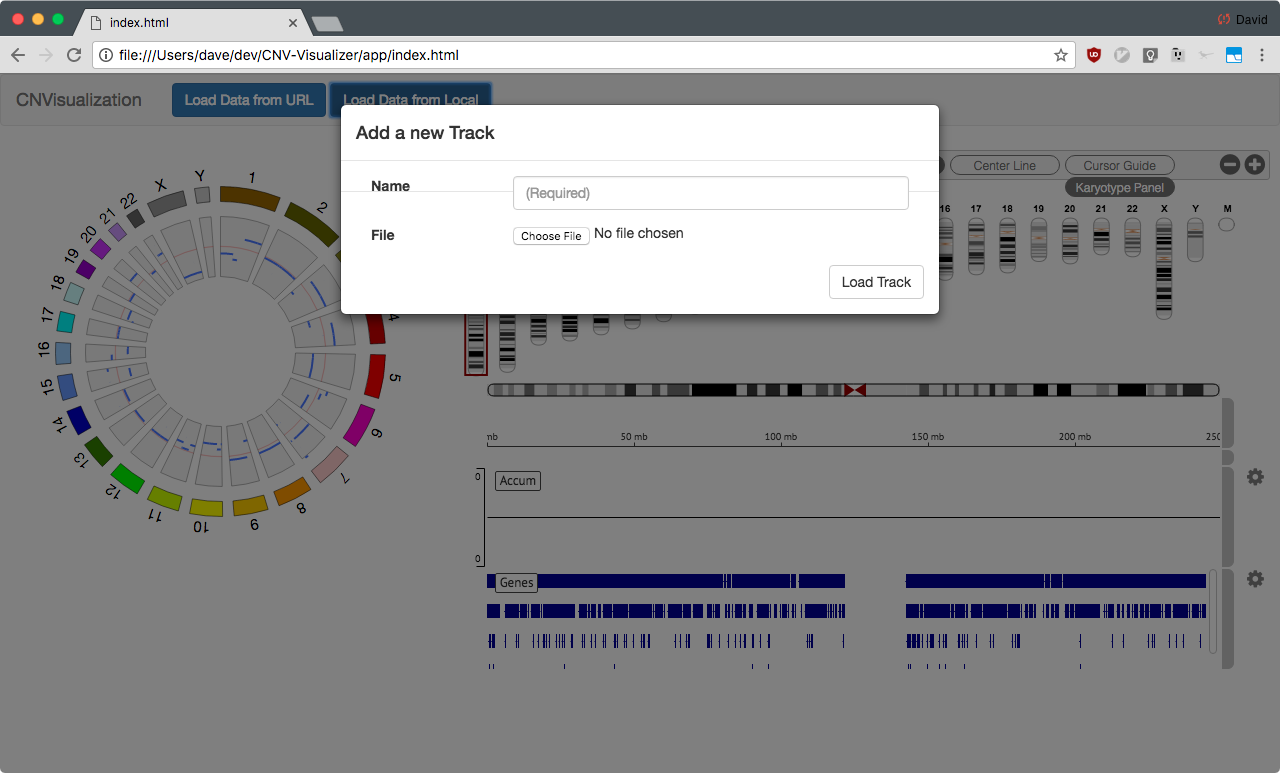 index.html
David
file:///Users/dave/dev/CNV-Visualizer/app/index.html
CNVisualization
Load Data from URL
Load Data from Local
Add a new Track
Name
(Required)
File
Choose File No file chosen
Load Track
Center Line
Cursor Guide
Karyotype Panel
16 17 18 19 20 21 22 X Y M
1
2
4
5
6
7
8
9
10
11
12
13
14
15
16
17
18
19
20
21
22
X
Y
mb 50 mb 100 mb 150 mb 200 mb 250
0
Accum
0
Genes